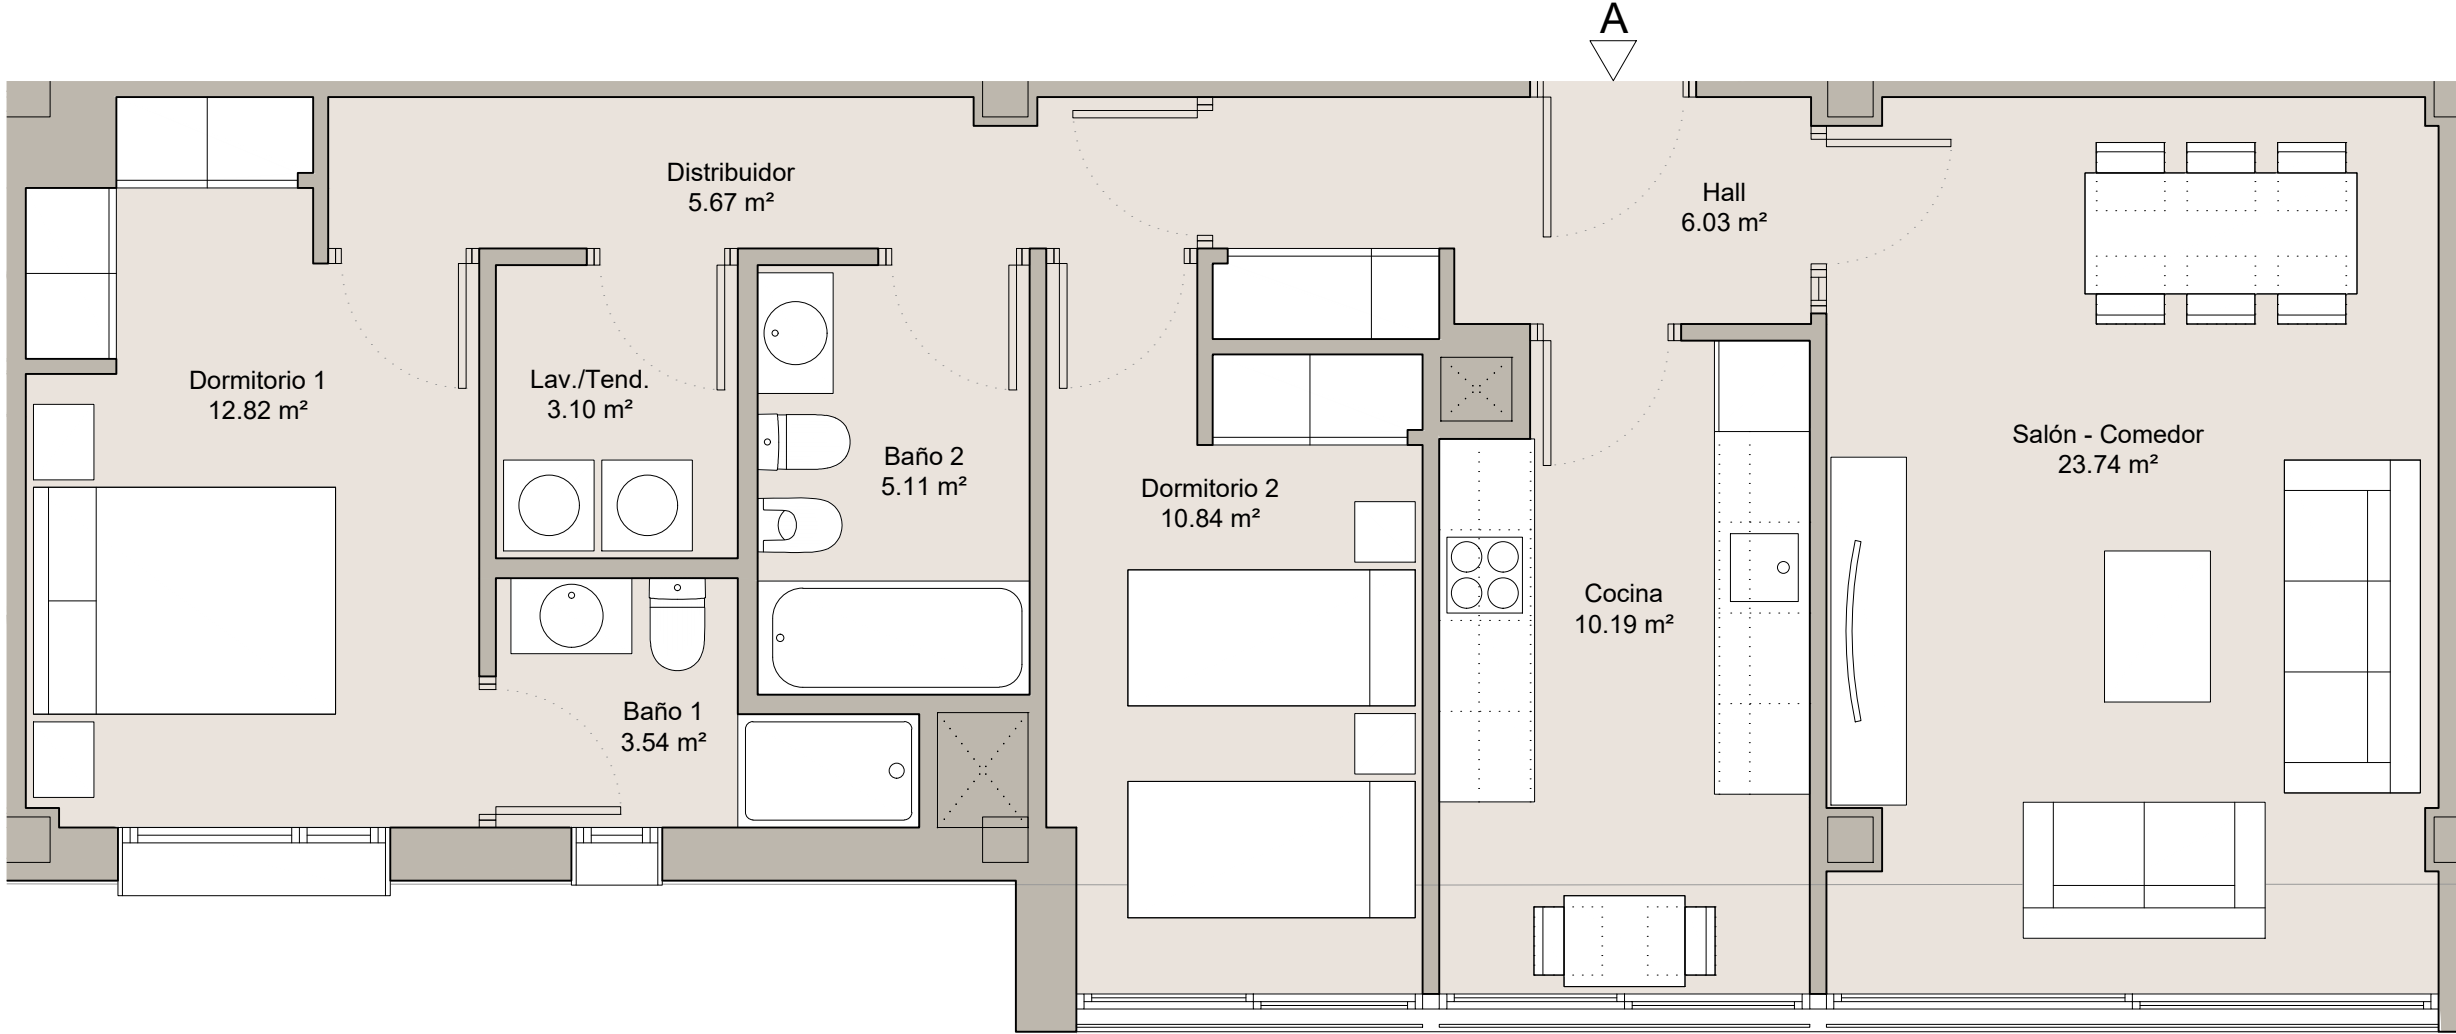 A
Distribuidor
5.67 m²
Hall
6.03 m²
Dormitorio 1
12.82 m²
Lav./Tend.
3.10 m²
Baño 2
5.11 m²
Dormitorio 2
10.84 m²
Salón - Comedor
23.74 m²
Cocina
10.19 m²
Baño 1
3.54 m²